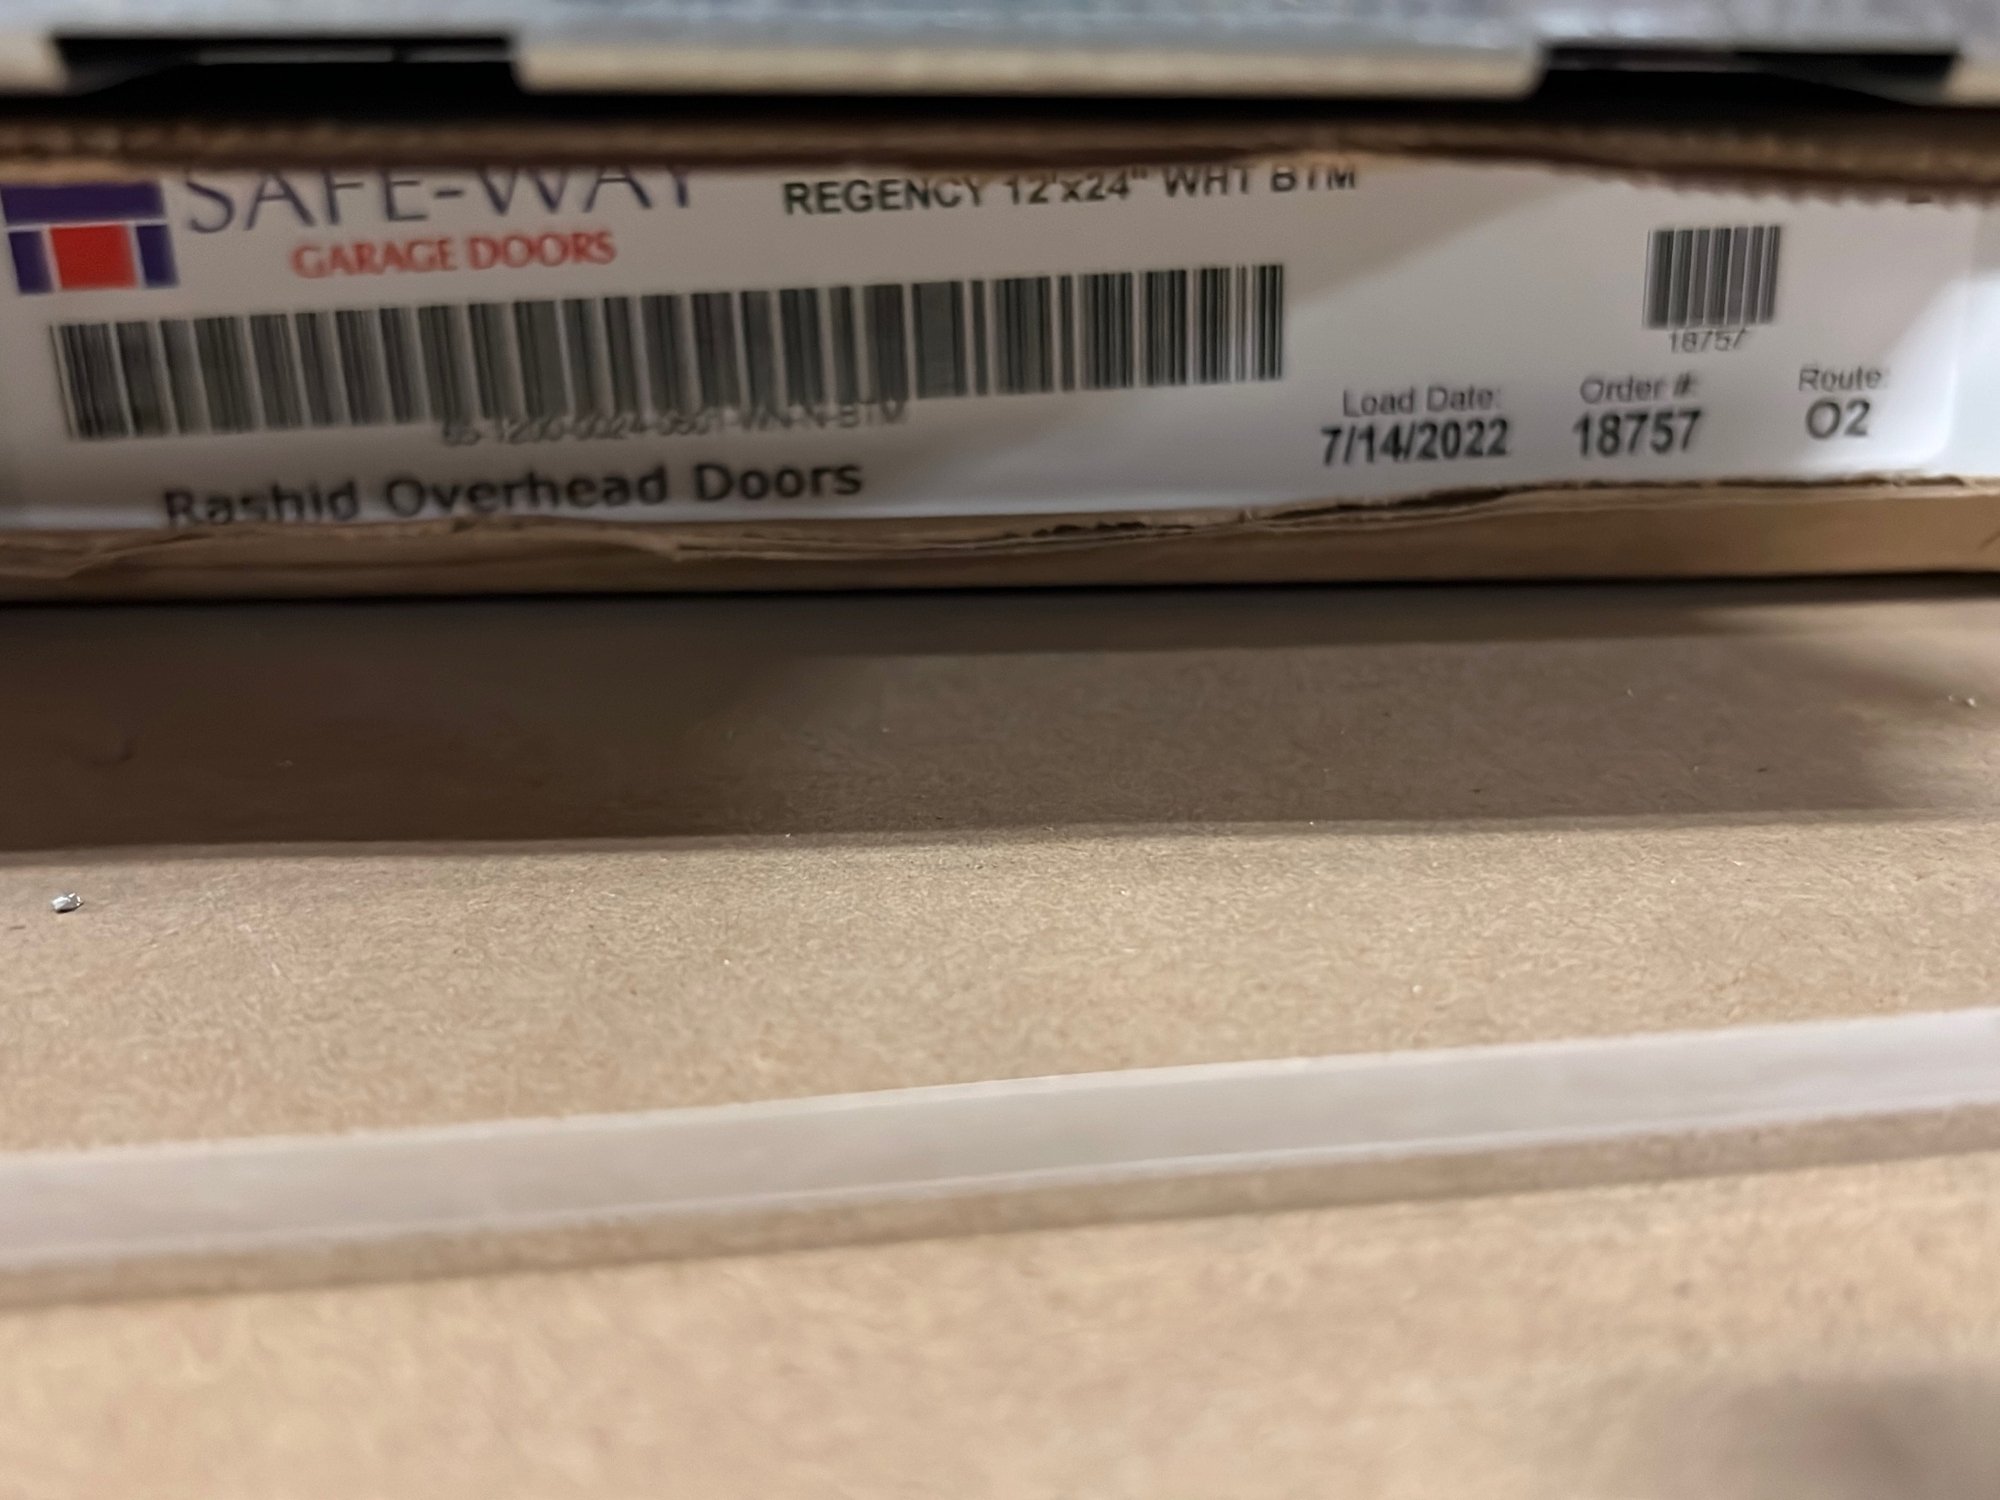 SAFE-WAY
GARAGE DOORS
REGENCY 12'x24" WHT BTM
18757
Load Date:
7/14/2022
Order #:
18757
Route:
O2
Rashid Overhead Doors